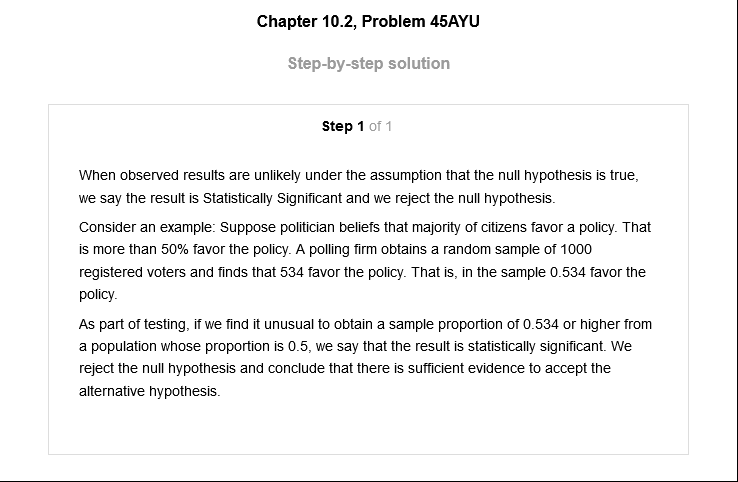 Chapter 10.2, Problem 45AYU
Step-by-step solution
Step 1 of 1
When observed results are unlikely under the assumption that the null hypothesis is true,
we say the result is Statistically Significant and we reject the null hypothesis.
Consider an example: Suppose politician beliefs that majority of citizens favor a policy. That
is more than 50% favor the policy. A polling firm obtains a random sample of 1000
registered voters and finds that 534 favor the policy. That is, in the sample 0.534 favor the
policy.
As part of testing, if we find it unusual to obtain a sample proportion of 0.534 or higher from
a population whose proportion is 0.5, we say that the result is statistically significant. We
reject the null hypothesis and conclude that there is sufficient evidence to accept the
alternative hypothesis.